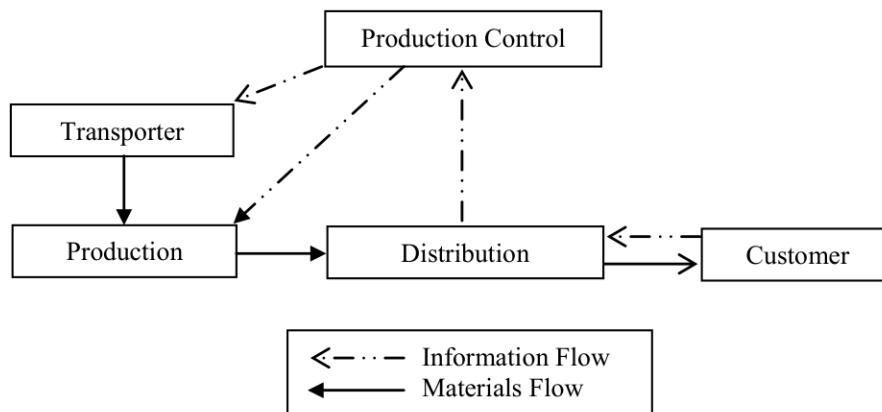 Production Control
Transporter
Production
Distribution
Customer
Information Flow
Materials Flow